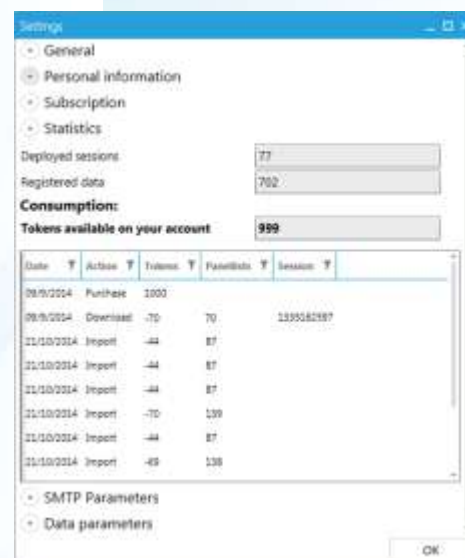 Settings
General
Personal information
Subscription
Statistics
Deployed sessions 77
Registered data 702
Consumption:
Tokens available on your account 999
Date Action Tokens Panellists Session
09/9/2014 Purchase 1000
09/9/2014 Download -70 70
21/10/2014 Import -44 87
21/10/2014 Import -44 87
21/10/2014 Import -44 87
21/10/2014 Import -70 139
21/10/2014 Import -44 87
21/10/2014 Import -69 138
SMTP Parameters
Data parameters
OK